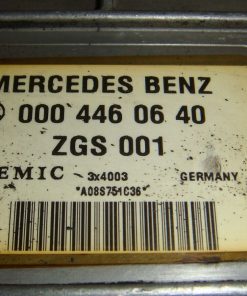 MERCEDES BENZ
000 446 06 40
ZGS 001
EMIC 3x4003 GERMANY
*A08S751C36*